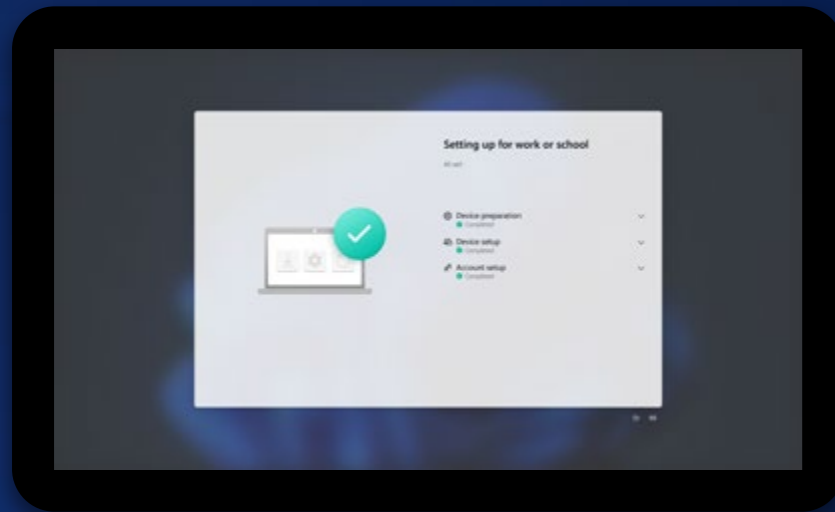 Setting up for work or school
All set!
Device preparation
Completed
Device setup
Completed
Account setup
Completed